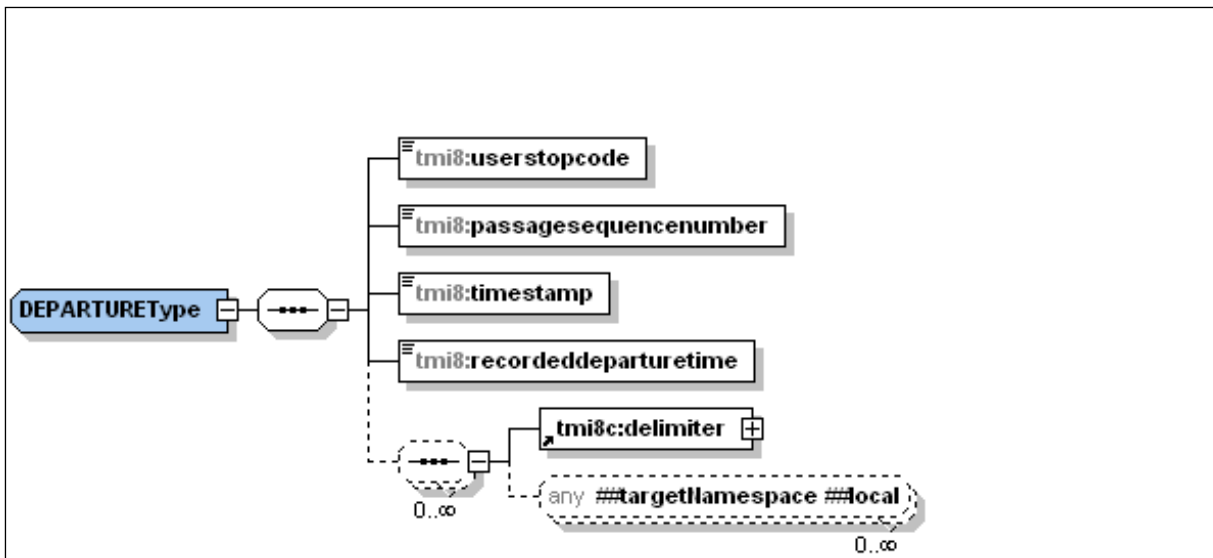 tmi8:userstopcode
tmi8:passagesequencenumber
tmi8:timestamp
DEPARTUREType
tmi8:recordeddeparturetime
tmi8c:delimiter
any ##targetNamespace ##local
0..∞
0..∞